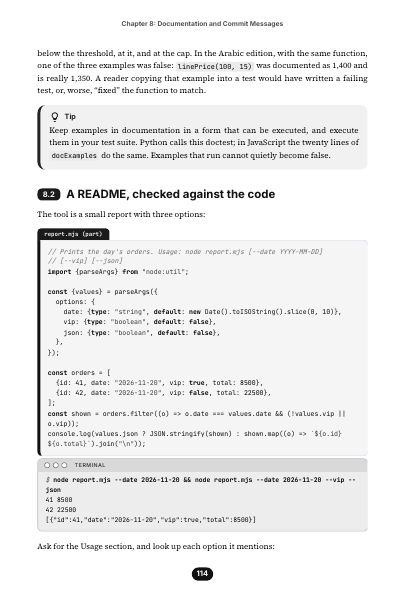 Chapter 8: Documentation and Commit Messages
below the threshold, at it, and at the cap. In the Arabic edition, with the same function,
one of the three examples was false: linePrice(100, 15) was documented as 1,400 and
is really 1,350. A reader copying that example into a test would have written a failing
test, or, worse, “fixed” the function to match.
Tip
Keep examples in documentation in a form that can be executed, and execute
them in your test suite. Python calls this doctest; in JavaScript the twenty lines of
docExamples do the same. Examples that run cannot quietly become false.
8.2 A README, checked against the code
The tool is a small report with three options:
report.mjs (part)
// Prints the day's orders. Usage: node report.mjs [--date YYYY-MM-DD]
// [--vip] [--json]
import {parseArgs} from "node:util";
const {values} = parseArgs({
options: {
date: {type: "string", default: new Date().toISOString().slice(0, 10)},
vip: {type: "boolean", default: false},
json: {type: "boolean", default: false},
},
});
const orders = [
{id: 41, date: "2026-11-20", vip: true, total: 8500},
{id: 42, date: "2026-11-20", vip: false, total: 22500},
];
const shown = orders.filter((o) => o.date === values.date && (!values.vip ||
o.vip));
console.log(values.json ? JSON.stringify(shown) : shown.map((o) => `${o.id}
${o.total}`).join("\n"));
TERMINAL
$ node report.mjs --date 2026-11-20 && node report.mjs --date 2026-11-20 --vip --
json
41 8500
42 22500
[{"id":41,"date":"2026-11-20","vip":true,"total":8500}]
Ask for the Usage section, and look up each option it mentions:
114